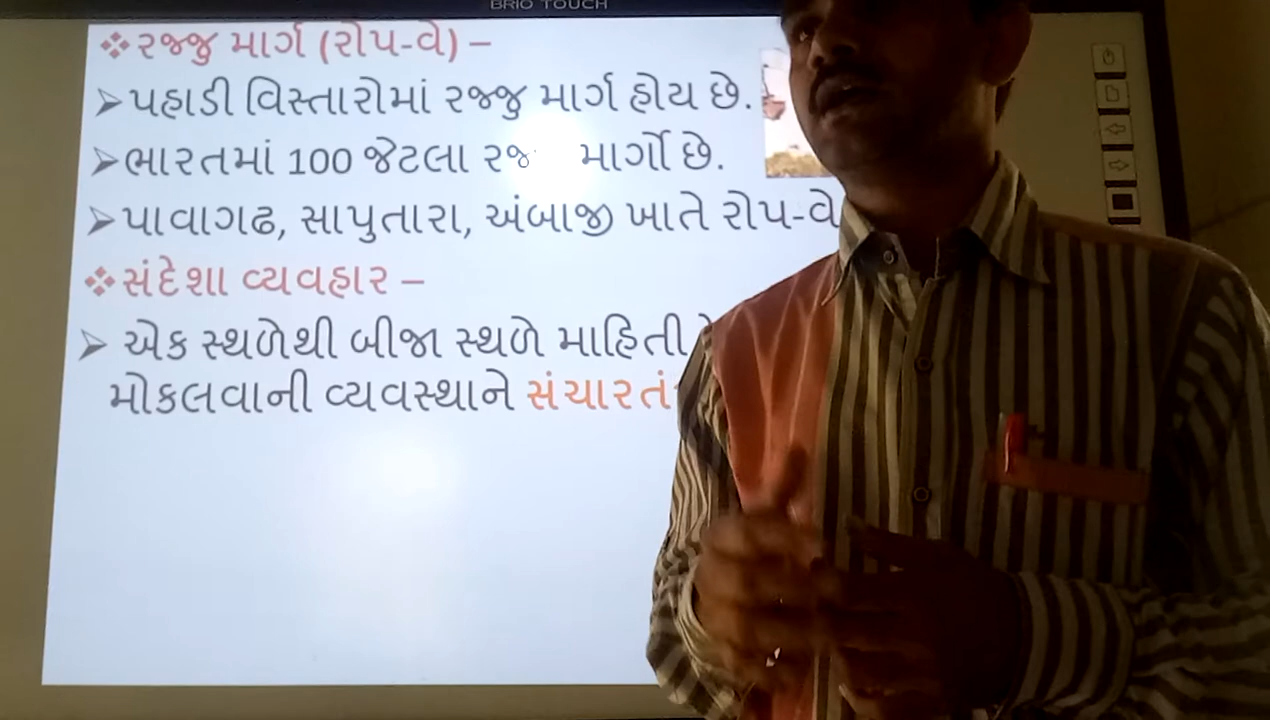 BRIO TOUCH
❖રજ્જુ માર્ગ (રોપ-વે) –
➢પહાડી વિસ્તારોમાં રજ્જુ માર્ગ હોય છે.
➢ભારતમાં 100 જેટલા માર્ગો છે.
➢પાવાગઢ, સાપુતારા, અંબાજી ખાતે રોપ-વે
❖સંદેશા વ્યવહાર –
➢ એક સ્થળેથી બીજા સ્થળે માહિતી
મોકલવાની વ્યવસ્થાને